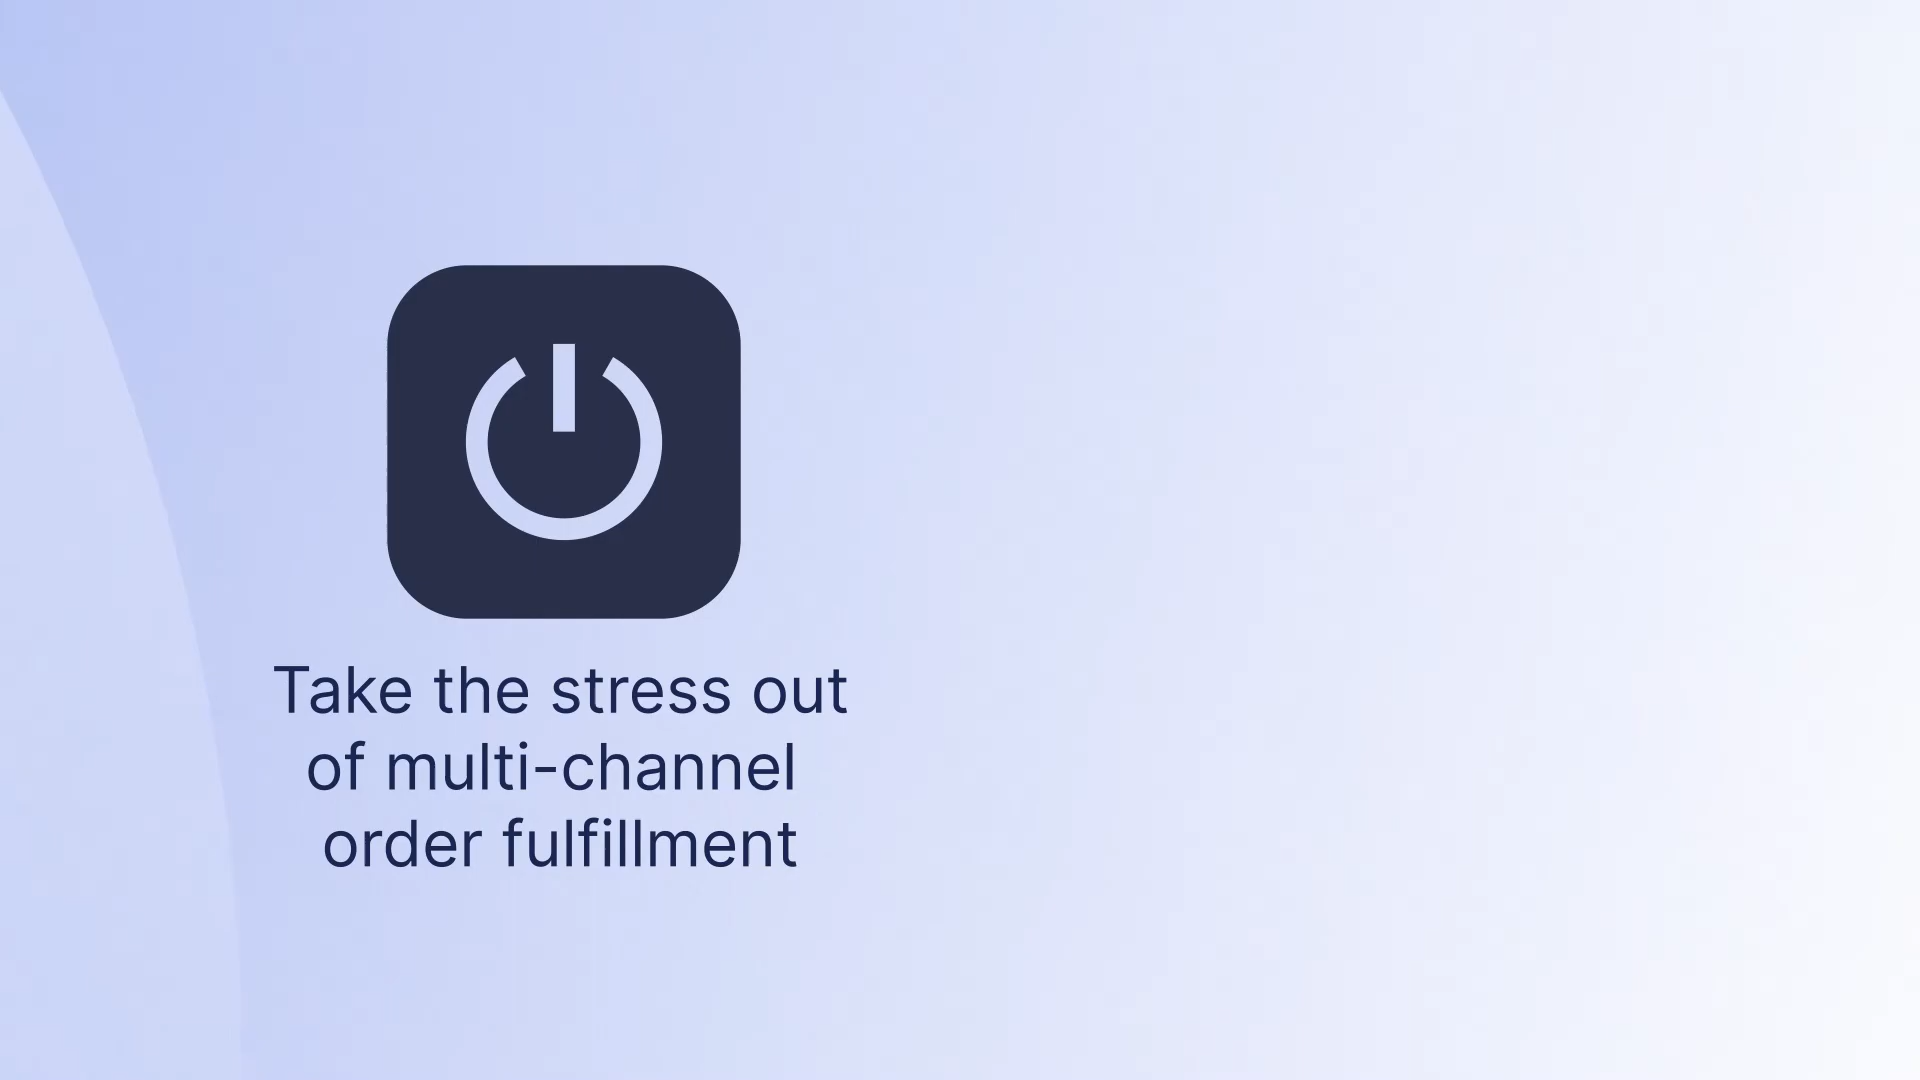 Take the stress out
of multi-channel
order fulfillment